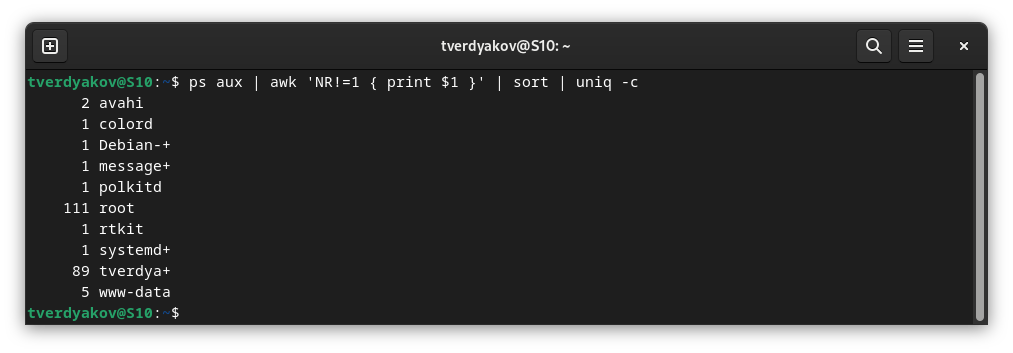 tverdyakov@S10: ~
tverdyakov@S10:~$ ps aux | awk 'NR!=1 { print $1 }' | sort | uniq -c
2 avahi
1 colord
1 Debian-+
1 message+
1 polkitd
111 root
1 rtkit
1 systemd+
89 tverdya+
5 www-data
tverdyakov@S10:~$